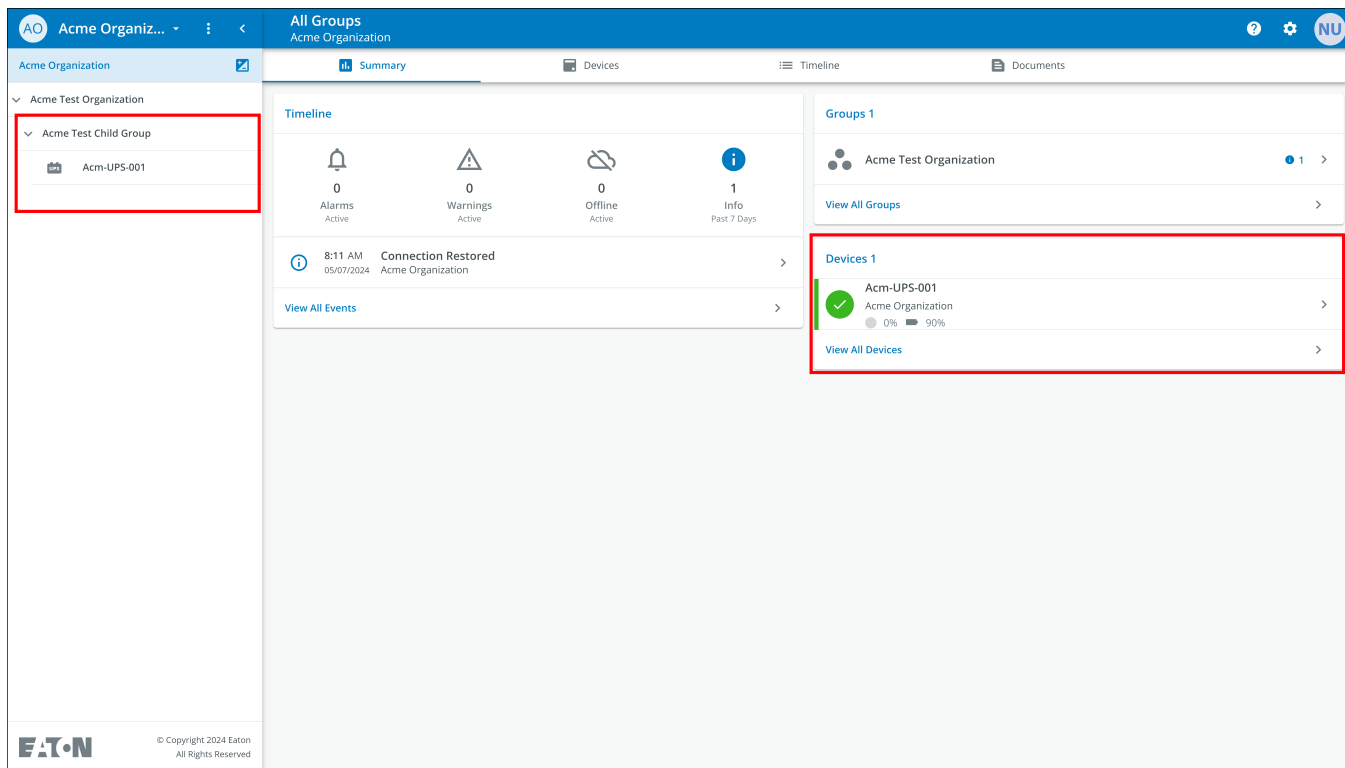 AO
Acme Organiz...
All Groups
Acme Organization
NU
Acme Organization
Summary
Devices
Timeline
Documents
Acme Test Organization
Acme Test Child Group
UPS
Acm-UPS-001
Timeline
0
Alarms
Active
0
Warnings
Active
0
Offline
Active
1
Info
Past 7 Days
8:11 AM
05/07/2024
Connection Restored
Acme Organization
View All Events
Groups 1
Acme Test Organization
1
View All Groups
Devices 1
Acm-UPS-001
Acme Organization
0% 90%
View All Devices
EATON
© Copyright 2024 Eaton
All Rights Reserved